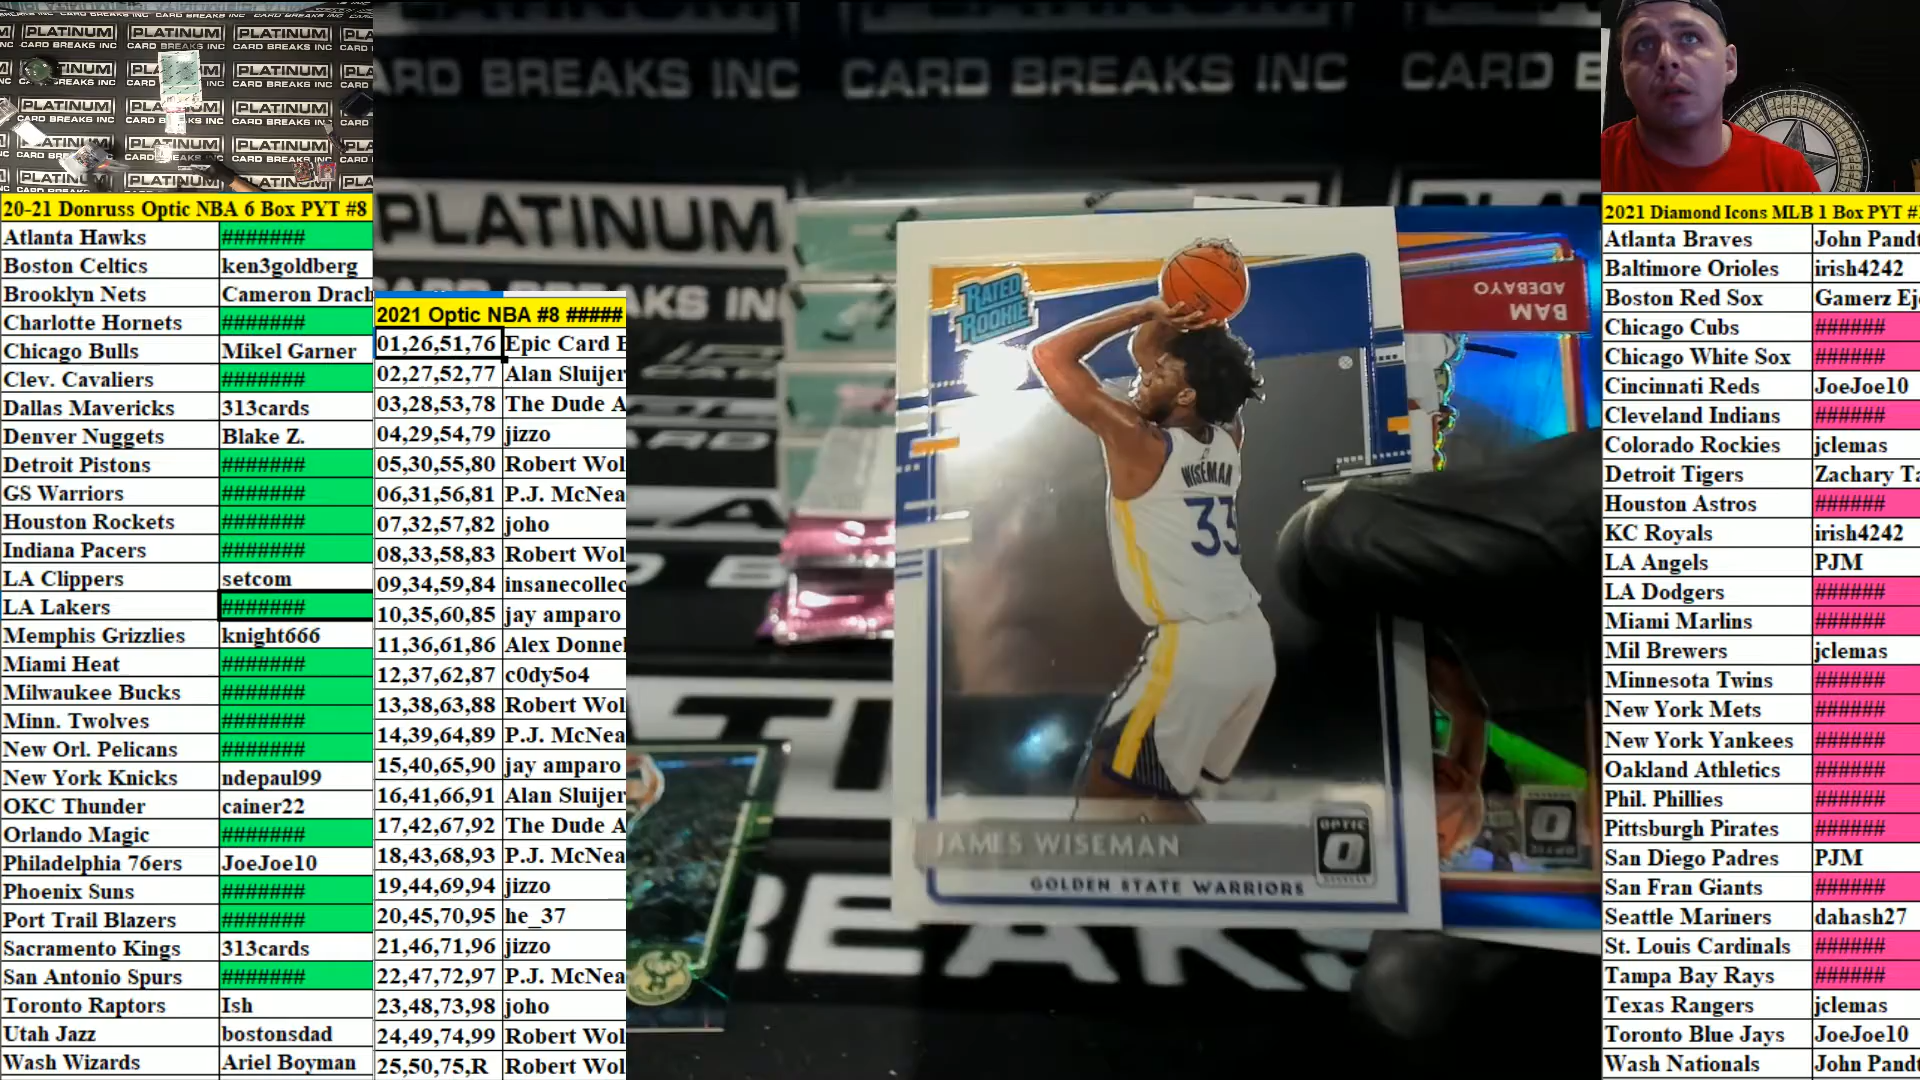 PLATINUM
CARD BREAKS INC
20-21 Donruss Optic NBA 6 Box PYT #8
Atlanta Hawks #######
Boston Celtics ken3goldberg
Brooklyn Nets Cameron Drach
Charlotte Hornets #######
Chicago Bulls Mikel Garner
Clev. Cavaliers #######
Dallas Mavericks 313cards
Denver Nuggets Blake Z.
Detroit Pistons #######
GS Warriors #######
Houston Rockets #######
Indiana Pacers #######
LA Clippers setcom
LA Lakers #######
Memphis Grizzlies knight666
Miami Heat #######
Milwaukee Bucks #######
Minn. Twolves #######
New Orl. Pelicans #######
New York Knicks ndepaul99
OKC Thunder cainer22
Orlando Magic #######
Philadelphia 76ers JoeJoe10
Phoenix Suns #######
Port Trail Blazers #######
Sacramento Kings 313cards
San Antonio Spurs #######
Toronto Raptors Ish
Utah Jazz bostonsdad
Wash Wizards Ariel Boyman
2021 Optic NBA #8 #####
01,26,51,76 Epic Card
02,27,52,77 Alan Sluijer
03,28,53,78 The Dude A
04,29,54,79 jizzo
05,30,55,80 Robert Wol
06,31,56,81 P.J. McNea
07,32,57,82 joho
08,33,58,83 Robert Wol
09,34,59,84 insanecollec
10,35,60,85 jay amparo
11,36,61,86 Alex Donnel
12,37,62,87 c0dy5o4
13,38,63,88 Robert Wol
14,39,64,89 P.J. McNea
15,40,65,90 jay amparo
16,41,66,91 Alan Sluijer
17,42,67,92 The Dude A
18,43,68,93 P.J. McNea
19,44,69,94 jizzo
20,45,70,95 he_37
21,46,71,96 jizzo
22,47,72,97 P.J. McNea
23,48,73,98 joho
24,49,74,99 Robert Wol
25,50,75,R Robert Wol
CARD BREAKS INC
PLATINUM
RATED
ROOKIE
WISEMAN
33
JAMES WISEMAN
OPTIC
GOLDEN STATE WARRIORS
BAM
ADEBAYO
2021 Diamond Icons MLB 1 Box PYT #
Atlanta Braves John Pandt
Baltimore Orioles irish4242
Boston Red Sox Gamerz Ej
Chicago Cubs ######
Chicago White Sox ######
Cincinnati Reds JoeJoe10
Cleveland Indians ######
Colorado Rockies jclemas
Detroit Tigers Zachary Ta
Houston Astros ######
KC Royals irish4242
LA Angels PJM
LA Dodgers ######
Miami Marlins ######
Mil Brewers jclemas
Minnesota Twins ######
New York Mets ######
New York Yankees ######
Oakland Athletics ######
Phil. Phillies ######
Pittsburgh Pirates ######
San Diego Padres PJM
San Fran Giants ######
Seattle Mariners dahash27
St. Louis Cardinals ######
Tampa Bay Rays ######
Texas Rangers jclemas
Toronto Blue Jays JoeJoe10
Wash Nationals John Pandt